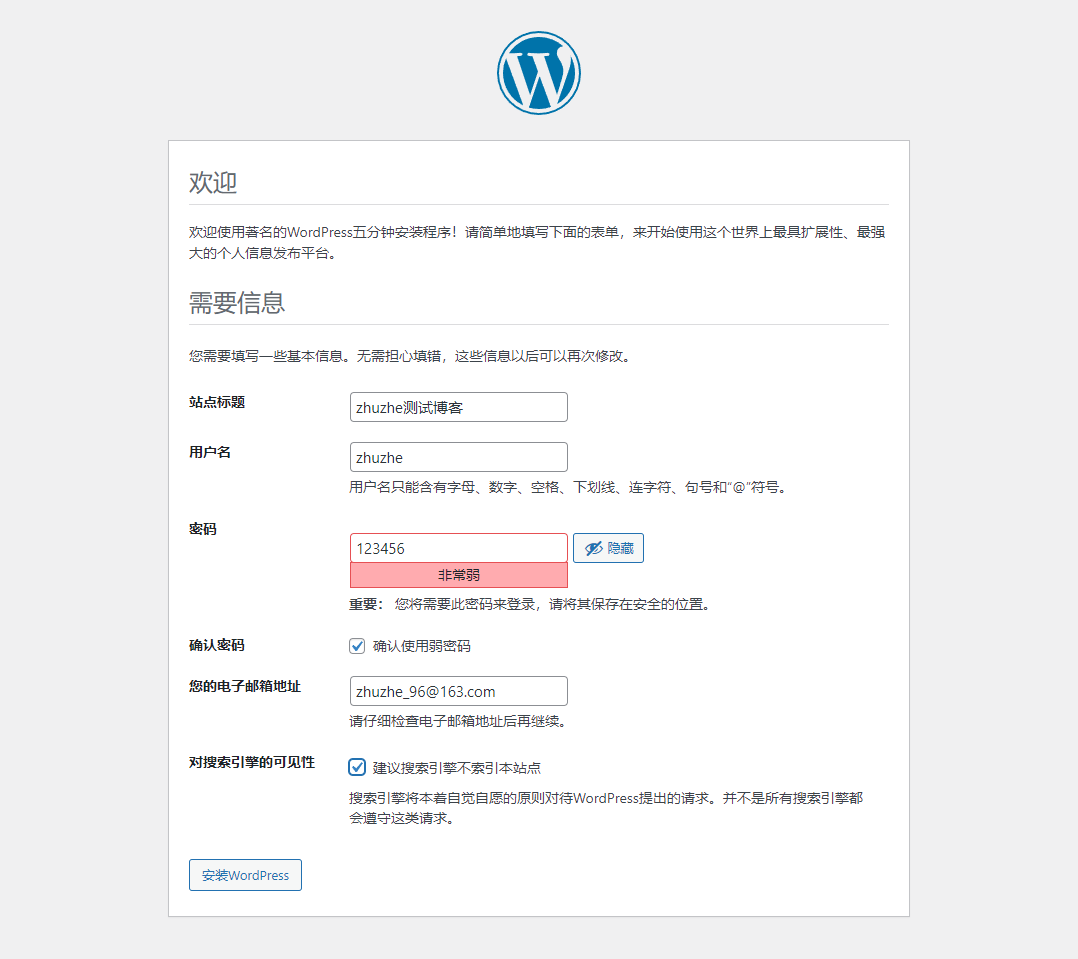 欢迎
欢迎使用著名的WordPress五分钟安装程序！请简单地填写下面的表单，来开始使用这个世界上最具扩展性、最强
大的个人信息发布平台。
需要信息
您需要填写一些基本信息。无需担心填错，这些信息以后可以再次修改。
站点标题
zhuzhe测试博客
用户名
zhuzhe
用户名只能含有字母、数字、空格、下划线、连字符、句号和“@”符号。
密码
123456
隐藏
非常弱
重要： 您将需要此密码来登录，请将其保存在安全的位置。
确认密码
确认使用弱密码
您的电子邮箱地址
zhuzhe_96@163.com
请仔细检查电子邮箱地址后再继续。
对搜索引擎的可见性
建议搜索引擎不索引本站点
搜索引擎将本着自觉自愿的原则对待WordPress提出的请求。并不是所有搜索引擎都
会遵守这类请求。
安装WordPress